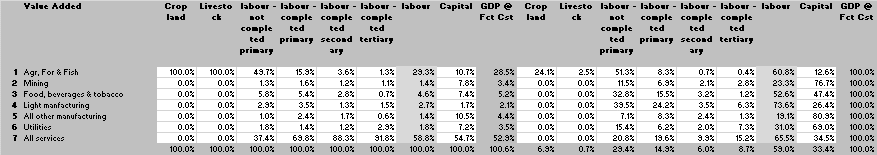 Value Added Crop Livesto labour - labour - labour - labour - labour Capital GDP @ Crop Livesto labour - labour - labour - labour - labour Capital GDP @
land ck not comple comple comple Fct Cst land ck not comple comple comple Fct Cst
comple ted ted ted comple ted ted ted
ted primary second tertiary ted primary second tertiary
primary ary primary ary
1 Agr, For & Fish 100.0% 100.0% 49.7% 15.9% 3.6% 1.3% 29.3% 10.7% 28.5% 24.1% 2.5% 51.3% 8.3% 0.7% 0.4% 60.8% 12.6% 100.0%
2 Mining 0.0% 0.0% 1.3% 1.6% 1.2% 1.1% 1.4% 7.8% 3.4% 0.0% 0.0% 11.5% 6.9% 2.1% 2.8% 23.3% 76.7% 100.0%
3 Food, beverages & tobacco 0.0% 0.0% 5.8% 5.4% 2.8% 0.7% 4.6% 7.4% 5.2% 0.0% 0.0% 32.8% 15.5% 3.2% 1.2% 52.6% 47.4% 100.0%
4 Light manfacturing 0.0% 0.0% 2.9% 3.5% 1.3% 1.5% 2.7% 1.7% 2.1% 0.0% 0.0% 39.5% 24.2% 3.5% 6.3% 73.6% 26.4% 100.0%
5 All other manufacturing 0.0% 0.0% 1.0% 2.4% 1.7% 0.6% 1.4% 10.5% 4.4% 0.0% 0.0% 7.1% 8.3% 2.4% 1.3% 19.1% 80.9% 100.0%
6 Utilities 0.0% 0.0% 1.8% 1.4% 1.2% 2.9% 1.8% 7.2% 3.5% 0.0% 0.0% 15.4% 6.2% 2.0% 7.3% 31.0% 69.0% 100.0%
7 All services 0.0% 0.0% 37.4% 69.8% 88.3% 91.8% 58.8% 54.7% 52.9% 0.0% 0.0% 20.8% 19.6% 9.9% 15.2% 65.5% 34.5% 100.0%
100.0% 100.0% 100.0% 100.0% 100.0% 100.0% 100.0% 100.0% 100.6% 6.9% 0.7% 29.4% 14.9% 6.0% 8.7% 59.0% 33.4% 100.0%